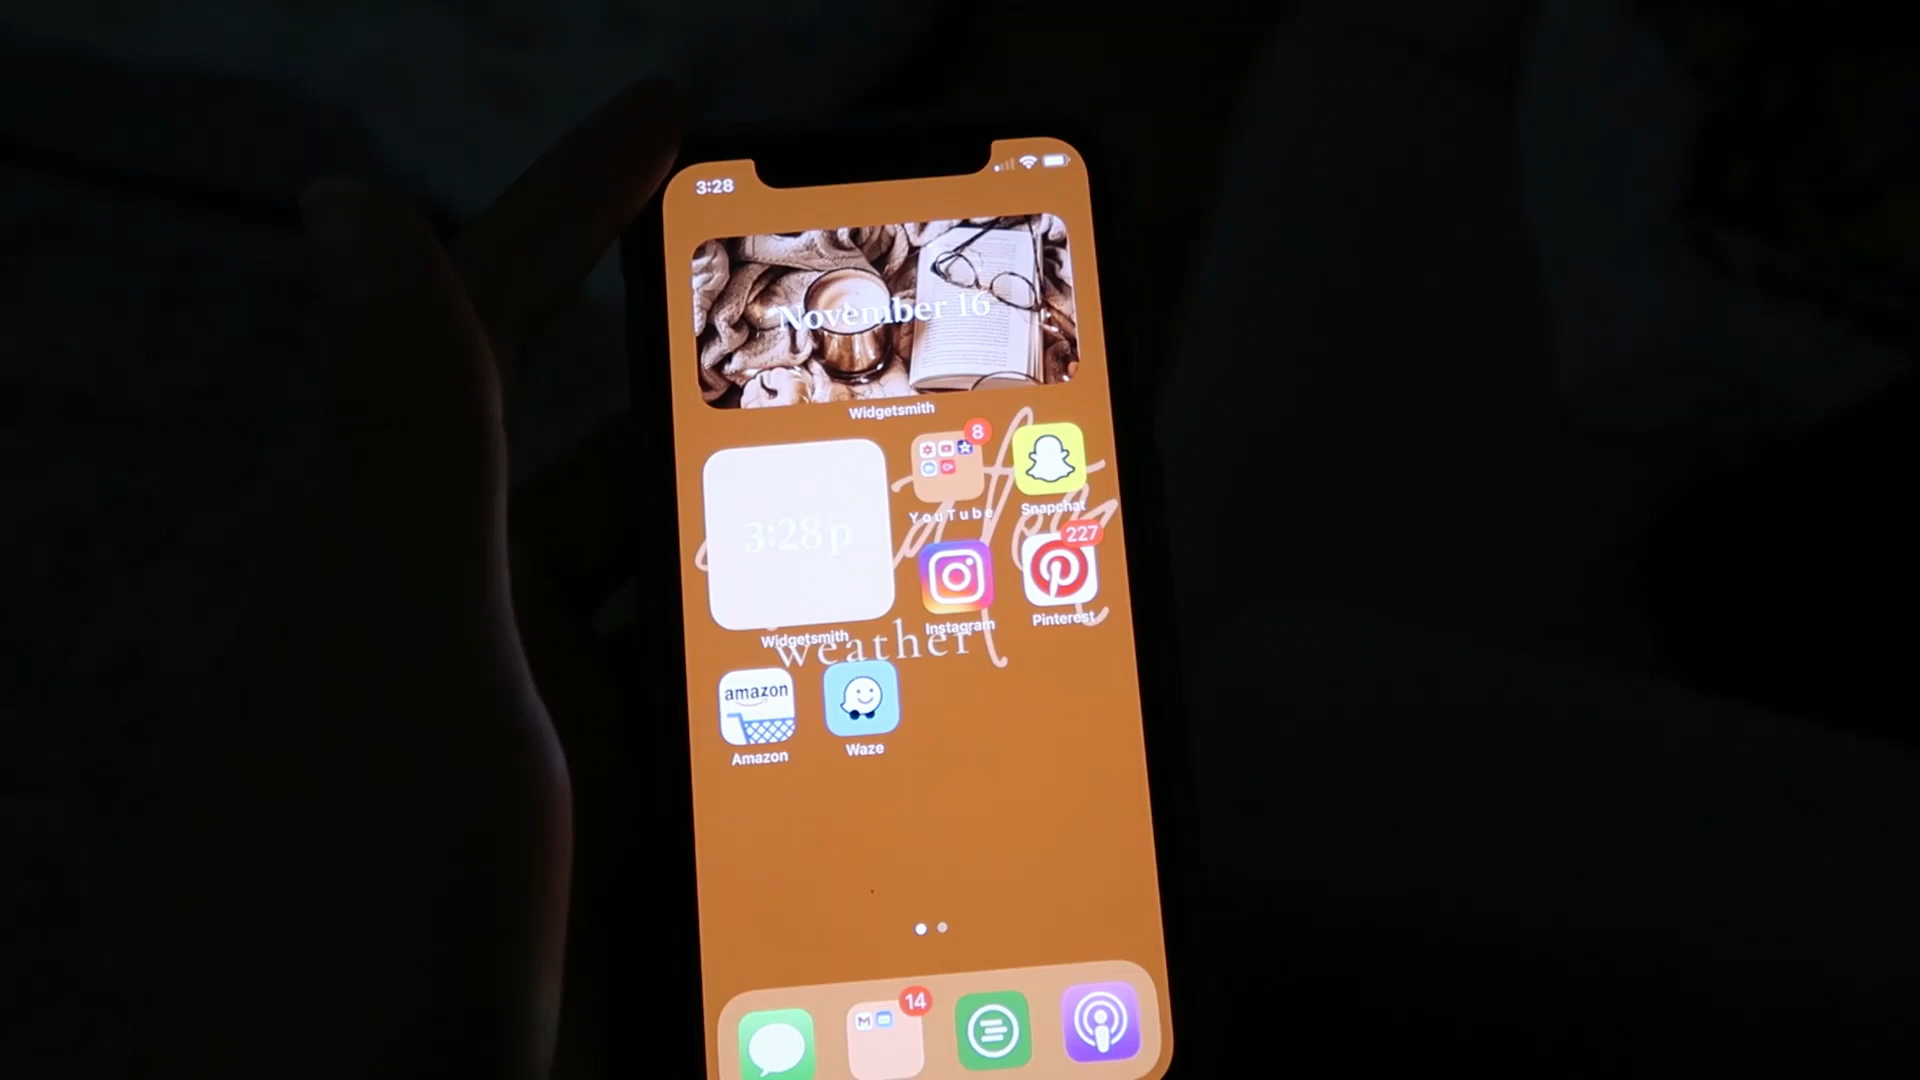 3:28
November 16
Widgetsmith
8
3:28p
YouTube
Snapchat
227
Instagram
Pinterest
Widgetsmith
weather
amazon
Amazon
Waze
14